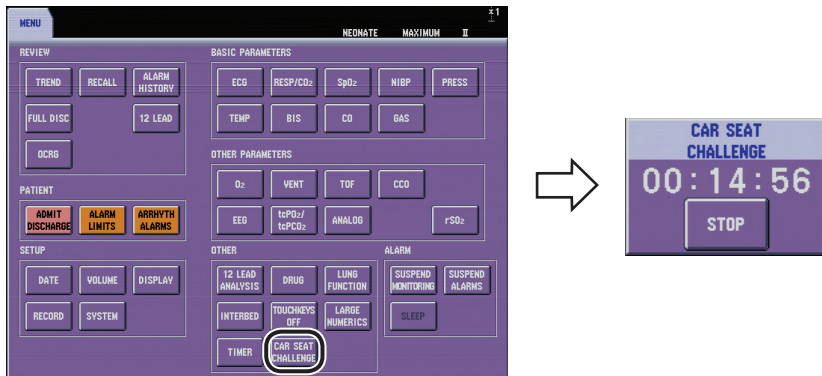 MENU
*1
NEONATE MAXIMUM II
REVIEW
TREND RECALL ALARM HISTORY
FULL DISC 12 LEAD
OCRG
PATIENT
ADMIT DISCHARGE ALARM LIMITS ARRHYTH ALARMS
SETUP
DATE VOLUME DISPLAY
RECORD SYSTEM
BASIC PARAMETERS
ECG RESP/CO₂ SpO₂ NIBP PRESS
TEMP BIS CO GAS
OTHER PARAMETERS
O₂ VENT TOF CCO
EEG tcPO₂/ tcPCO₂ ANALOG rSO₂
OTHER
12 LEAD ANALYSIS DRUG LUNG FUNCTION
INTERBED TOUCHKEYS OFF LARGE NUMERICS
TIMER CAR SEAT CHALLENGE
ALARM
SUSPEND MONITORING SUSPEND ALARMS
SLEEP
CAR SEAT
CHALLENGE
00:14:56
STOP